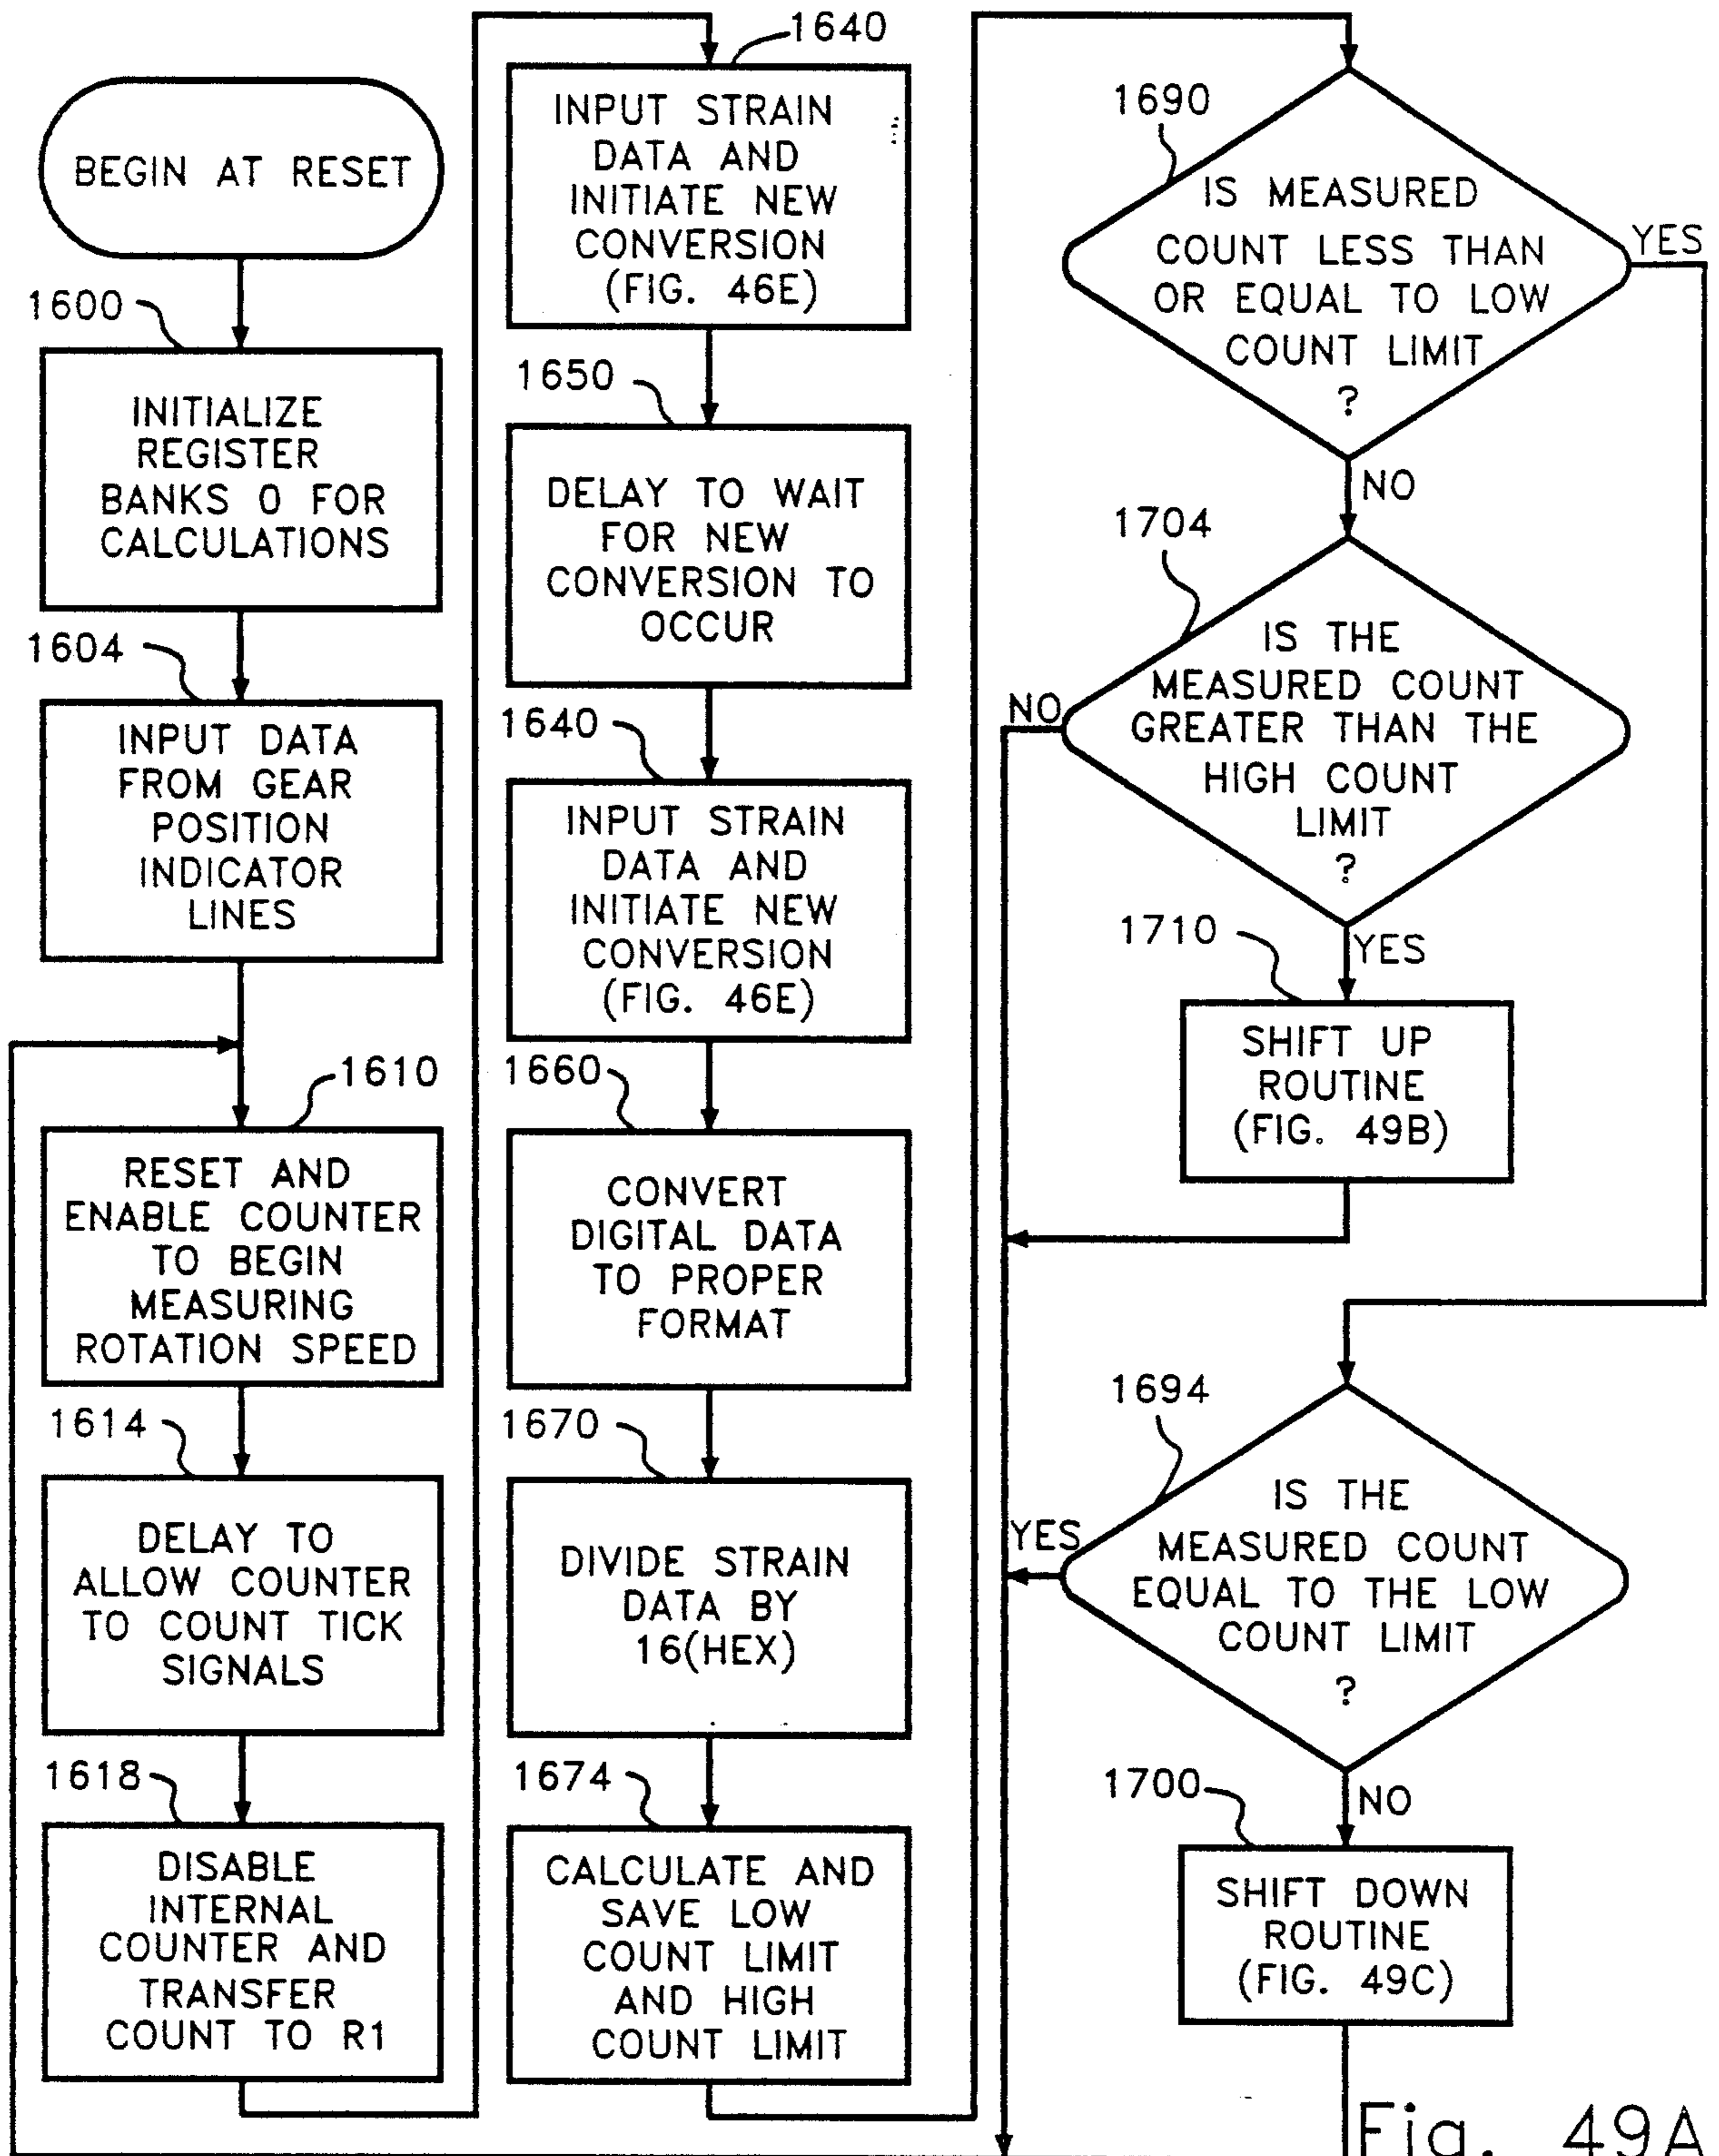 BEGIN AT RESET
1600
INITIALIZE
REGISTER
BANKS 0 FOR
CALCULATIONS
1604
INPUT DATA
FROM GEAR
POSITION
INDICATOR
LINES
1610
RESET AND
ENABLE COUNTER
TO BEGIN
MEASURING
ROTATION SPEED
1614
DELAY TO
ALLOW COUNTER
TO COUNT TICK
SIGNALS
1618
DISABLE
INTERNAL
COUNTER AND
TRANSFER
COUNT TO R1
1640
INPUT STRAIN
DATA AND
INITIATE NEW
CONVERSION
(FIG. 46E)
1650
DELAY TO WAIT
FOR NEW
CONVERSION TO
OCCUR
1640
INPUT STRAIN
DATA AND
INITIATE NEW
CONVERSION
(FIG. 46E)
1660
CONVERT
DIGITAL DATA
TO PROPER
FORMAT
1670
DIVIDE STRAIN
DATA BY
16(HEX)
1674
CALCULATE AND
SAVE LOW
COUNT LIMIT
AND HIGH
COUNT LIMIT
1690
IS MEASURED
COUNT LESS THAN
OR EQUAL TO LOW
COUNT LIMIT
?
YES
NO
1704
IS THE
MEASURED COUNT
GREATER THAN THE
HIGH COUNT
LIMIT
?
NO
YES
1710
SHIFT UP
ROUTINE
(FIG. 49B)
1694
IS THE
MEASURED COUNT
EQUAL TO THE LOW
COUNT LIMIT
?
YES
NO
1700
SHIFT DOWN
ROUTINE
(FIG. 49C)
Fig. 49A